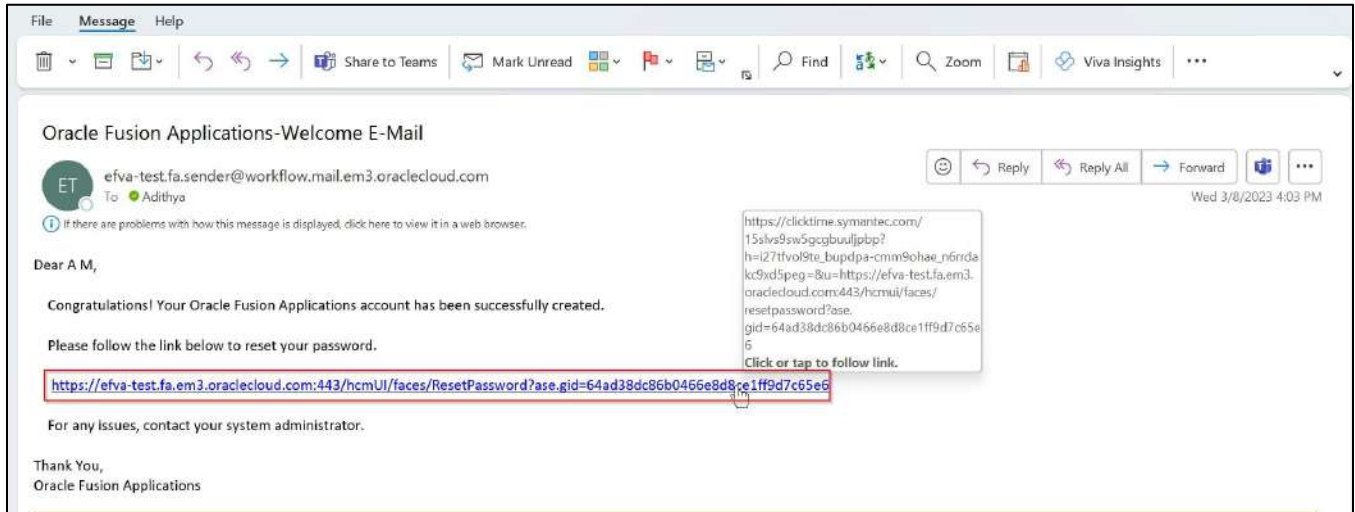 File Message Help
Share to Teams Mark Unread Find Zoom Viva Insights
Oracle Fusion Applications-Welcome E-Mail
ET
efva-test.fa.sender@workflow.mail.em3.oraclecloud.com
To Adithya
Reply Reply All Forward
Wed 3/8/2023 4:03 PM
If there are problems with how this message is displayed, click here to view it in a web browser.
https://clicktime.symantec.com/
15slvs9sw5gcgbuuljpbp?
h=i27tfvol9te_bupdpa-cmm9ohae_n6rrda
kc9xd5peg=&u=https://efva-test.fa.em3.
oraclecloud.com:443/hcmui/faces/
resetpassword?ase.
gid=64ad38dc86b0466e8d8ce1ff9d7c65e
6
Click or tap to follow link.
Dear A M,
Congratulations! Your Oracle Fusion Applications account has been successfully created.
Please follow the link below to reset your password.
https://efva-test.fa.em3.oraclecloud.com:443/hcmUI/faces/ResetPassword?ase.gid=64ad38dc86b0466e8d8ce1ff9d7c65e6
For any issues, contact your system administrator.
Thank You,
Oracle Fusion Applications